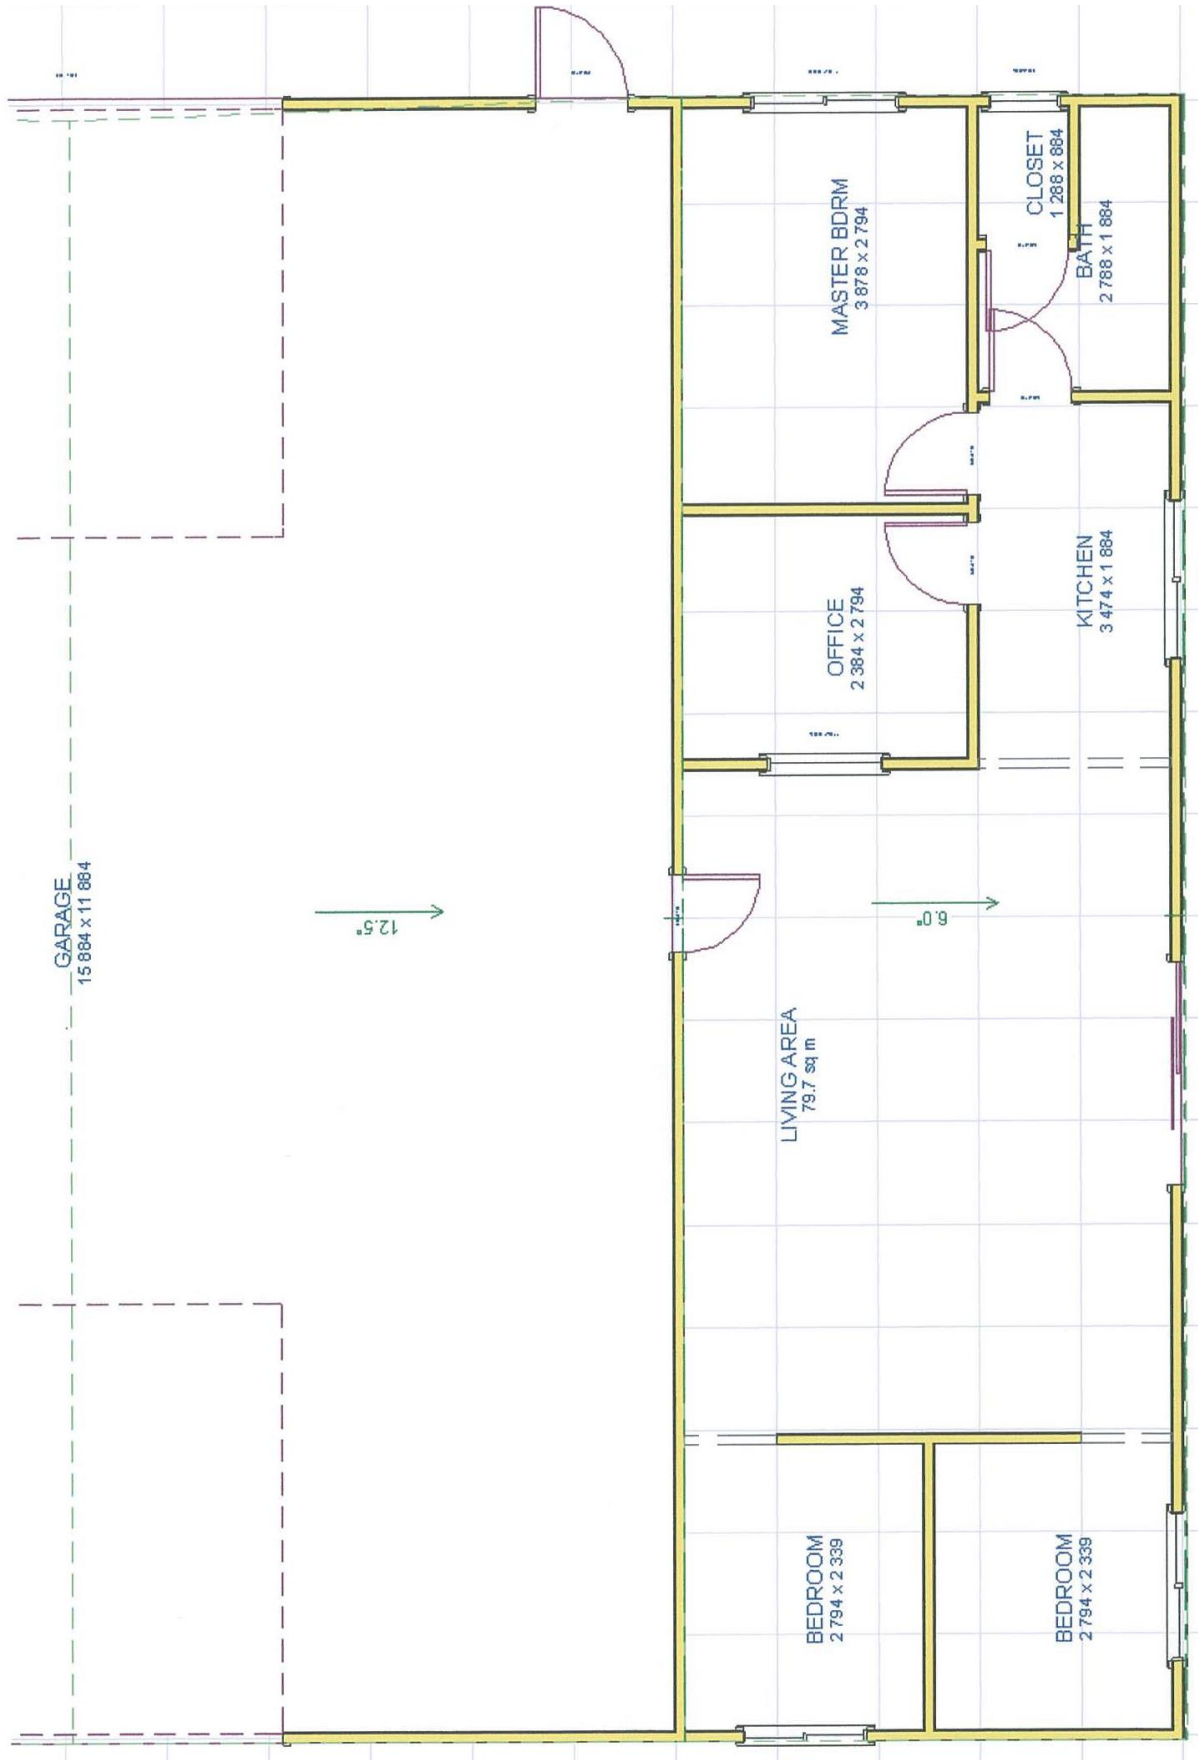 GARAGE
15 884 x 11 884
12.5°
6.0°
LIVING AREA
79.7 sq m
MASTER BDRM
3 878 x 2 794
CLOSET
1 288 x 884
BATH
2 788 x 1 884
OFFICE
2 384 x 2 794
KITCHEN
3 474 x 1 884
BEDROOM
2 794 x 2 339
BEDROOM
2 794 x 2 339